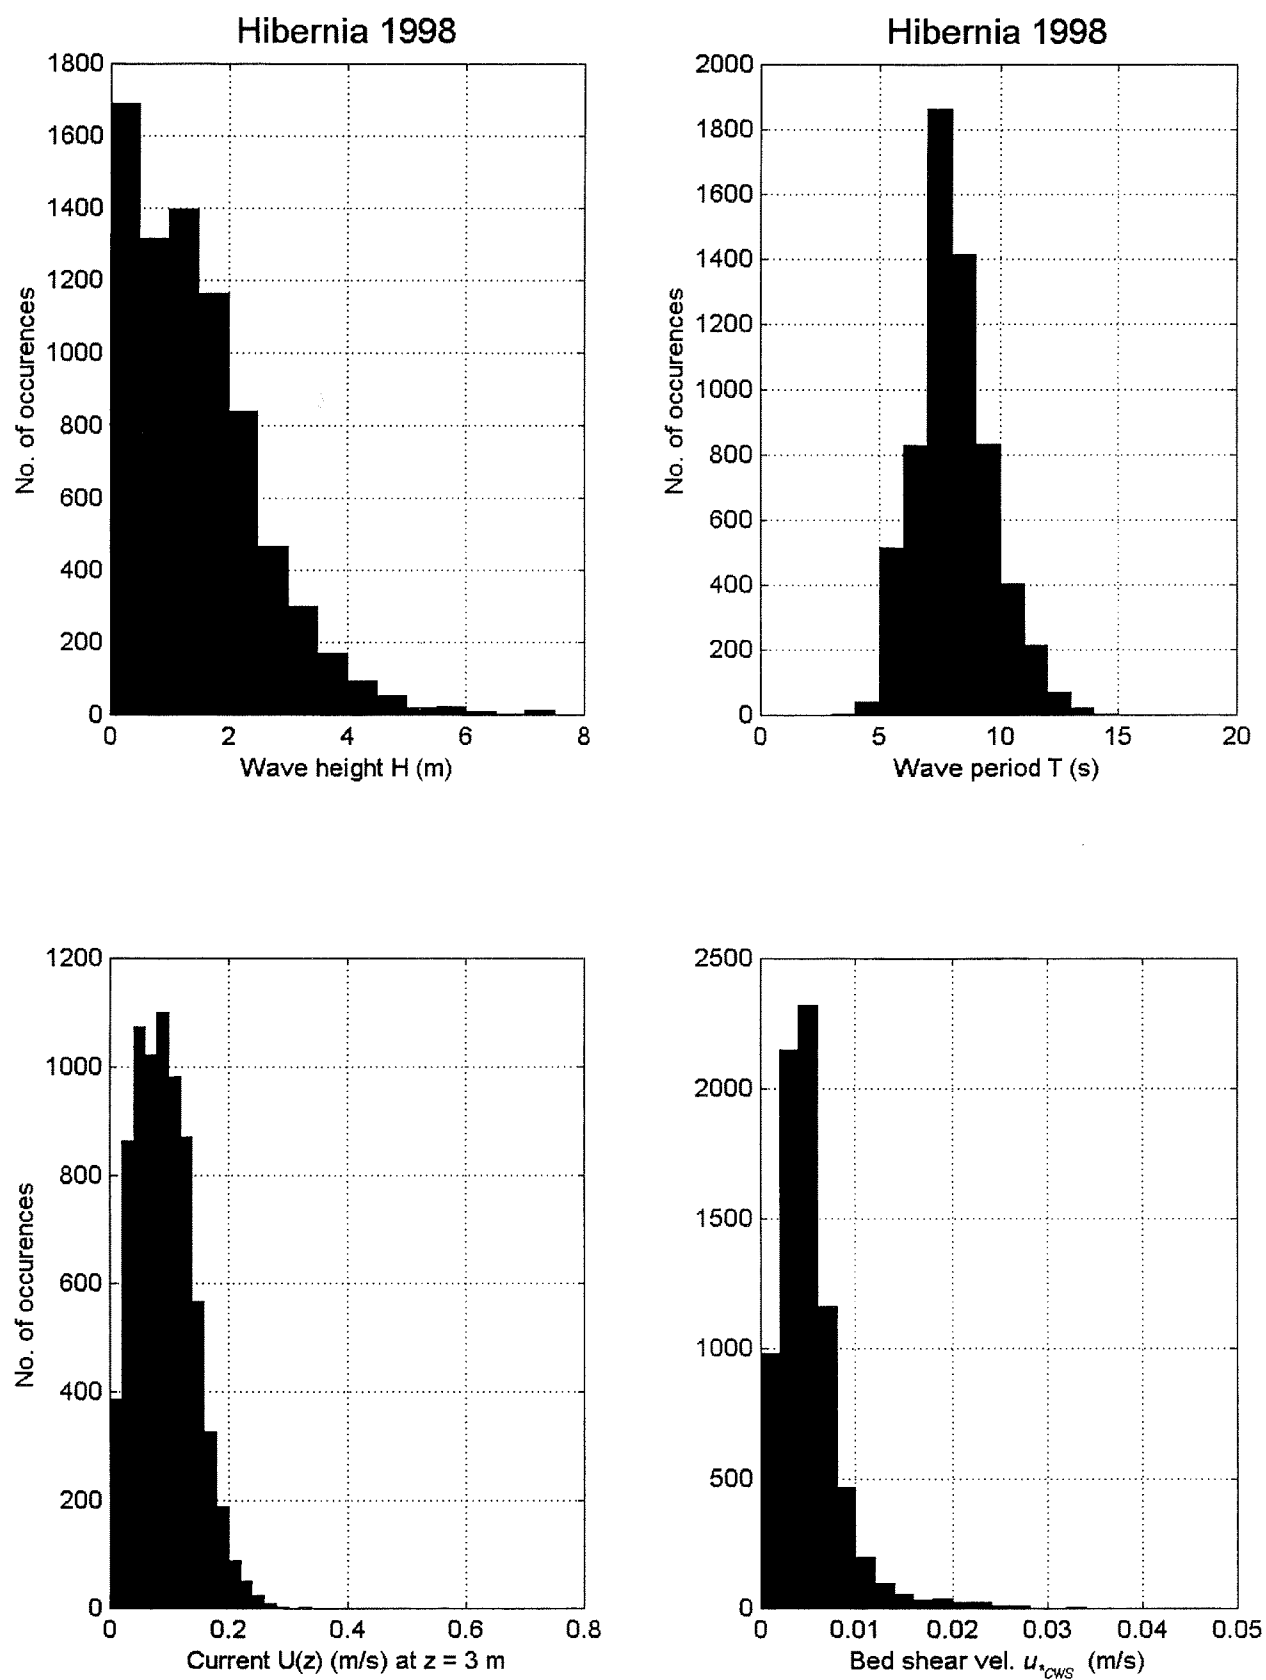 Hibernia 1998
1800
1600
1400
1200
1000
800
600
400
200
0
No. of occurences
0 2 4 6 8
Wave height H (m)
Hibernia 1998
2000
1800
1600
1400
1200
1000
800
600
400
200
0
No. of occurences
0 5 10 15 20
Wave period T (s)
1200
1000
800
600
400
200
0
No. of occurences
0 0.2 0.4 0.6 0.8
Current U(z) (m/s) at z = 3 m
2500
2000
1500
1000
500
0
0 0.01 0.02 0.03 0.04 0.05
Bed shear vel. u*cws (m/s)